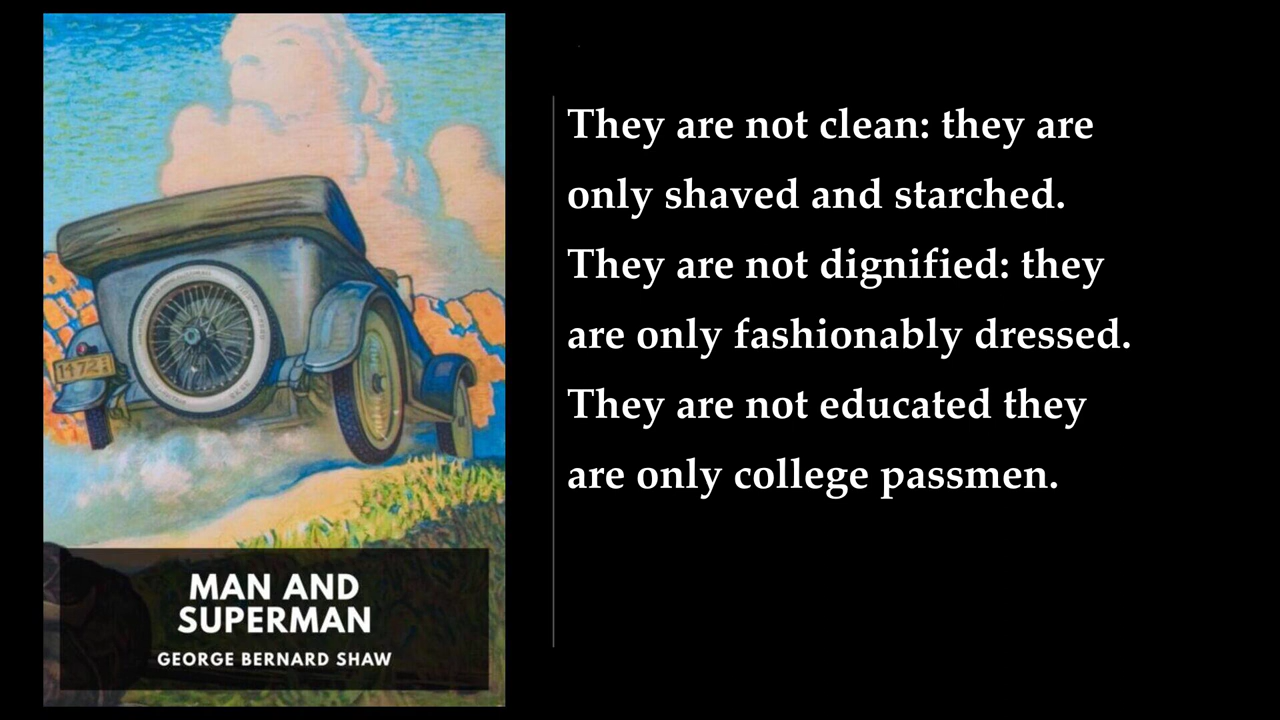 They are not clean: they are
only shaved and starched.
They are not dignified: they
are only fashionably dressed.
They are not educated they
are only college passmen.
1472
MAN AND
SUPERMAN
GEORGE BERNARD SHAW